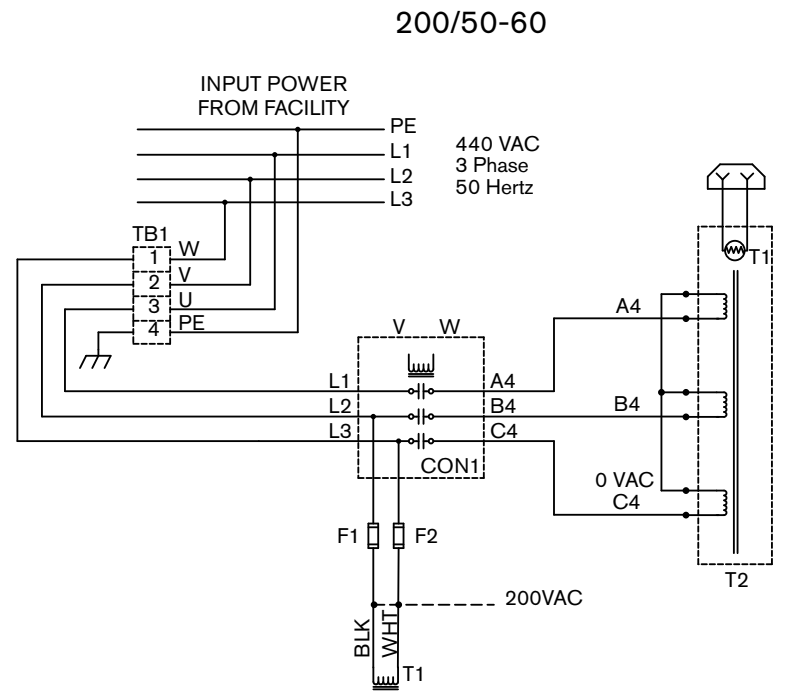 200/50-60
INPUT POWER
FROM FACILITY
PE
L1
L2
L3
440 VAC
3 Phase
50 Hertz
TB1
1 W
2 V
3 U
4 PE
T1
V W
A4
L1 A4
L2 B4 B4
L3 C4
CON1
0 VAC
C4
F1 F2
T2
200VAC
BLK
WHT
T1